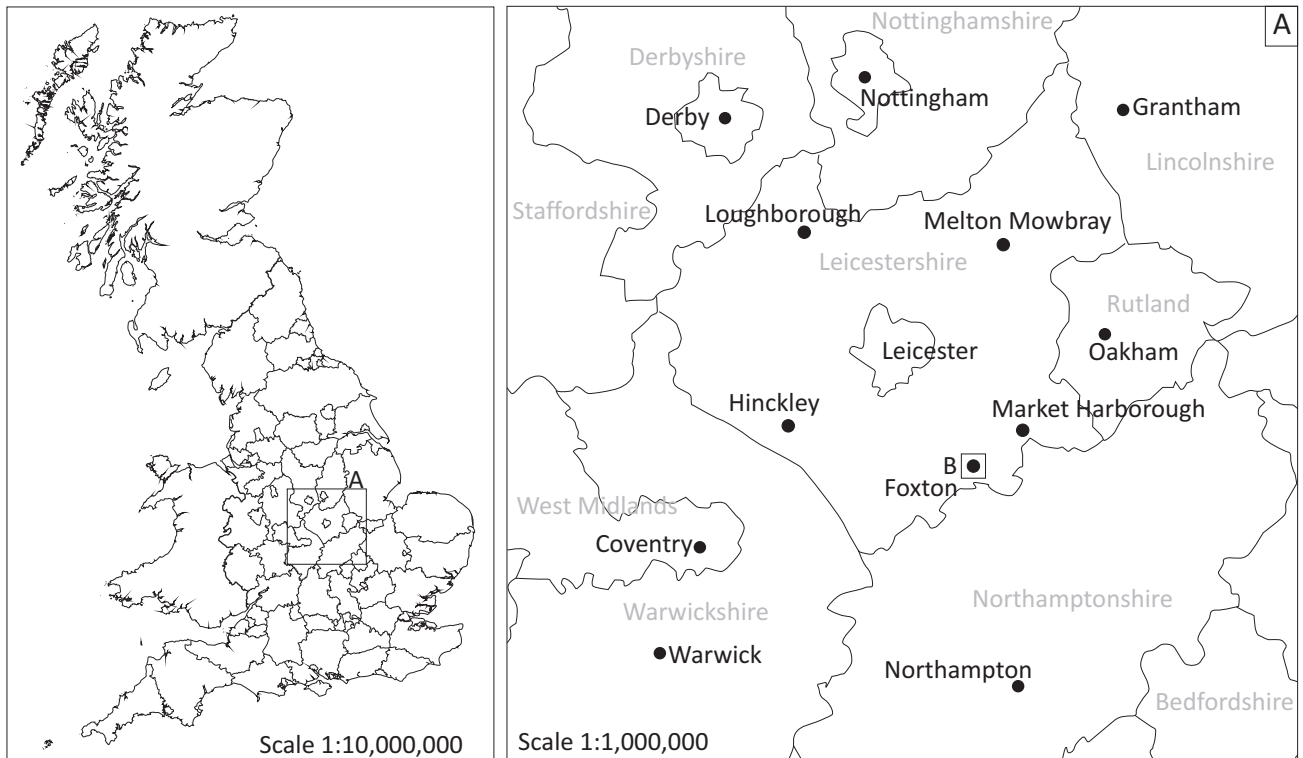 A
Scale 1:10,000,000
A
Nottinghamshire
Derbyshire
Nottingham
Derby
Grantham
Lincolnshire
Staffordshire
Loughborough
Melton Mowbray
Leicestershire
Rutland
Leicester
Oakham
Hinckley
Market Harborough
B
Foxton
West Midlands
Coventry
Warwickshire
Northamptonshire
Warwick
Northampton
Bedfordshire
Scale 1:1,000,000